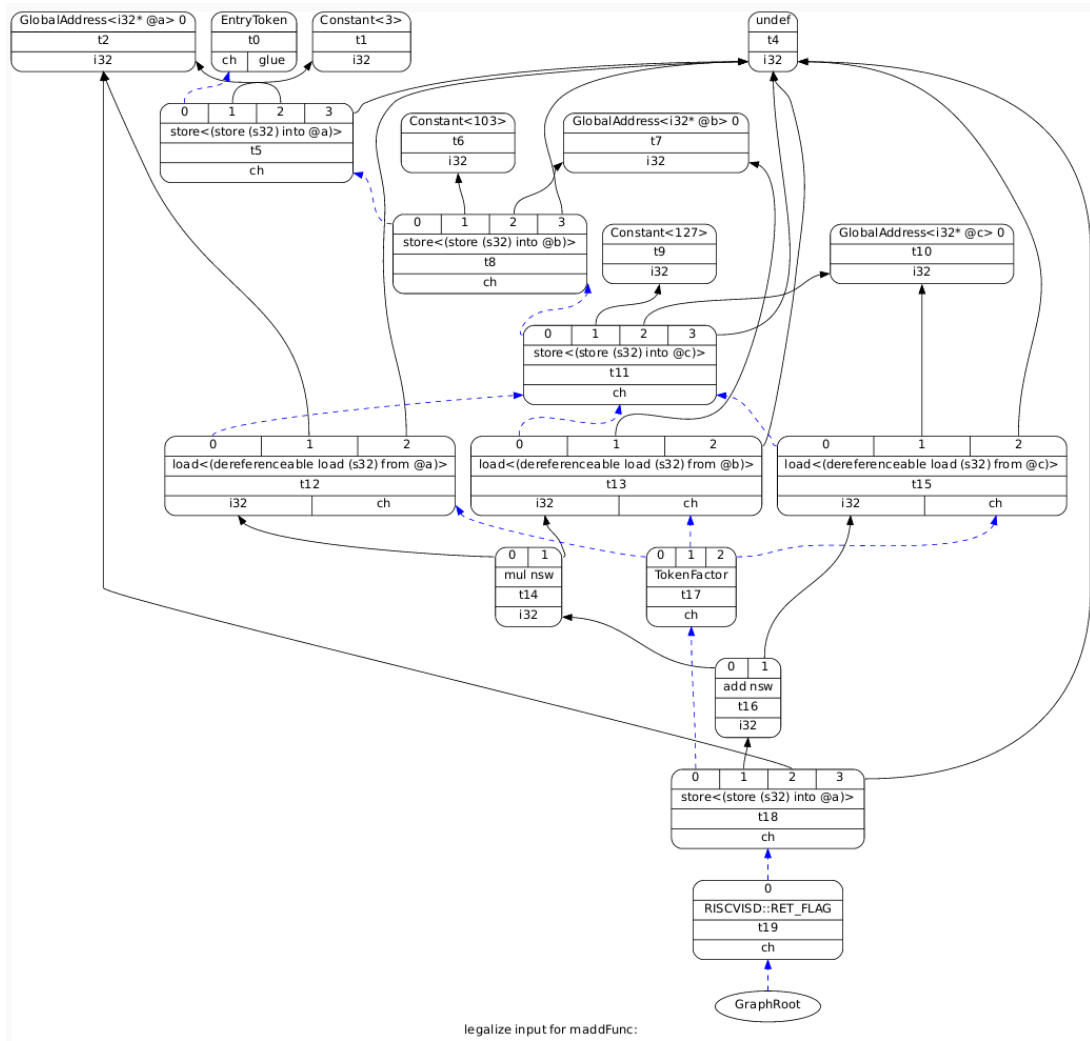 GlobalAddress<i32* @a> 0
t2
i32
EntryToken
t0
ch glue
Constant<3>
t1
i32
undef
t4
i32
0 1 2 3
store<(store (s32) into @a)>
t5
ch
Constant<103>
t6
i32
GlobalAddress<i32* @b> 0
t7
i32
0 1 2 3
store<(store (s32) into @b)>
t8
ch
Constant<127>
t9
i32
GlobalAddress<i32* @c> 0
t10
i32
0 1 2 3
store<(store (s32) into @c)>
t11
ch
0 1 2
load<(dereferenceable load (s32) from @a)>
t12
i32 ch
0 1 2
load<(dereferenceable load (s32) from @b)>
t13
i32 ch
0 1 2
load<(dereferenceable load (s32) from @c)>
t15
i32 ch
0 1
mul nsw
t14
i32
0 1 2
TokenFactor
t17
ch
0 1
add nsw
t16
i32
0 1 2 3
store<(store (s32) into @a)>
t18
ch
0
RISCVISD::RET_FLAG
t19
ch
GraphRoot
legalize input for maddFunc: